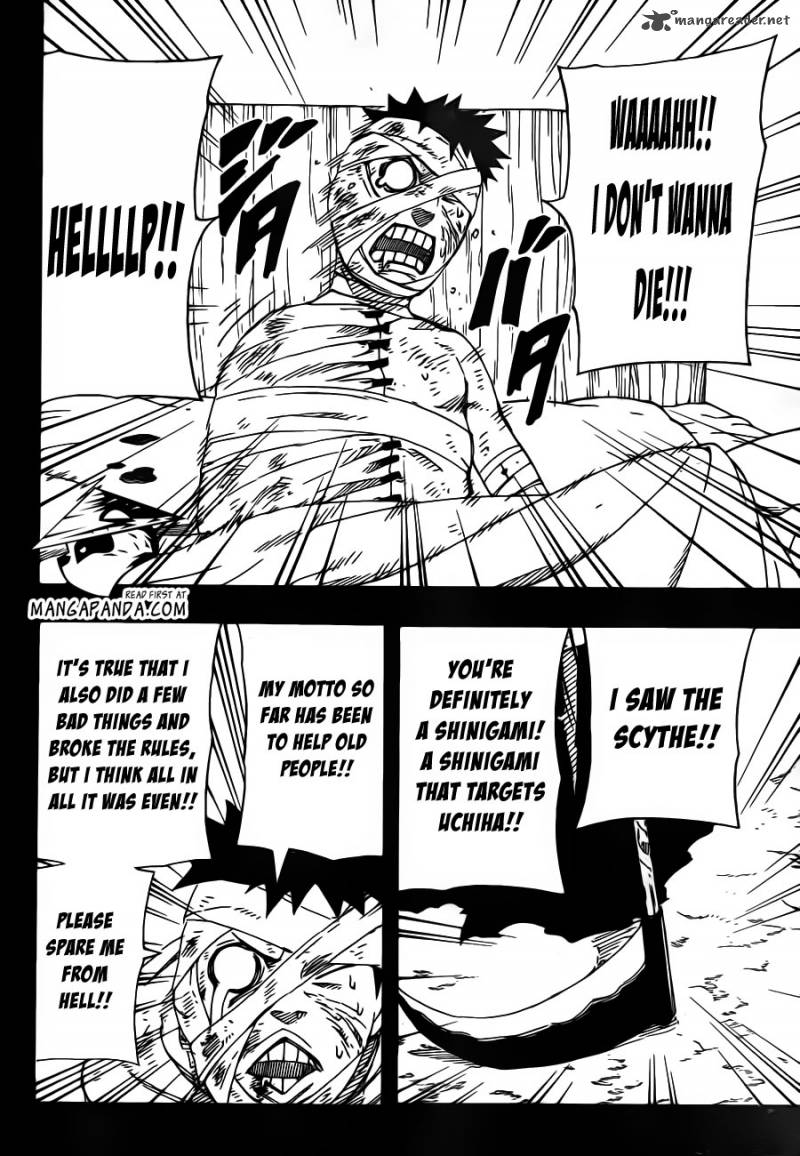 mangareader.net
WAAAAHH!!
I DON'T WANNA
DIE!!!
バ
タ
ジ
タ
HELLLLLP!!
READ FIRST AT
MANGAPANDA.COM
I SAW THE
SCYTHE!!
YOU'RE
DEFINITELY
A SHINIGAMI!
A SHINIGAMI
THAT TARGETS
UCHIHA!!
MY MOTTO SO
FAR HAS BEEN
TO HELP OLD
PEOPLE!!
IT'S TRUE THAT I
ALSO DID A FEW
BAD THINGS AND
BROKE THE RULES,
BUT I THINK ALL IN
ALL IT WAS EVEN!!
PLEASE
SPARE ME
FROM
HELL!!